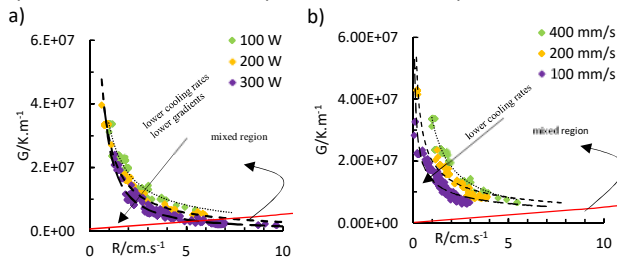 a)
6.E+07
4.E+07
2.E+07
0.E+00
G/K.m-1
100 W
200 W
300 W
lower cooling rates
lower gradients
mixed region
0
5
10
R/cm.s-1
b)
6.00E+07
4.00E+07
2.00E+07
0.00E+00
G/K.m-1
400 mm/s
200 mm/s
100 mm/s
lower cooling rates
mixed region
0
5
10
R/cm.s-1